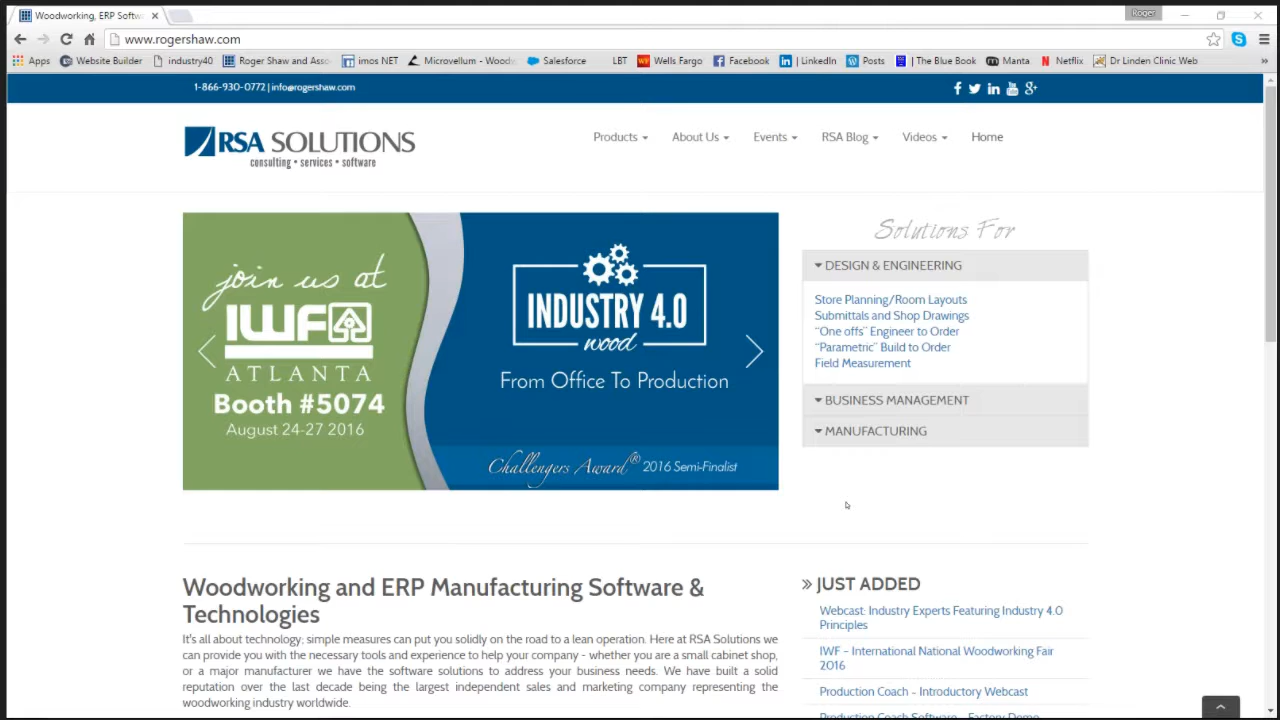 Woodworking, ERP Softw
Roger
www.rogershaw.com
Apps
Website Builder
industry40
Roger Shaw and Asso
imos NET
Microvellum - Woody
Salesforce
LBT
Wells Fargo
Facebook
LinkedIn
Posts
The Blue Book
Manta
Netflix
Dr Linden Clinic Web
1-866-930-0772 | info@rogershaw.com
RSA SOLUTIONS
consulting • services • software
Products
About Us
Events
RSA Blog
Videos
Home
join us at
IWF
ATLANTA
Booth #5074
August 24-27 2016
INDUSTRY 4.0
wood
From Office To Production
Challengers Award® 2016 Semi-Finalist
Solutions For
DESIGN & ENGINEERING
Store Planning/Room Layouts
Submittals and Shop Drawings
“One offs” Engineer to Order
“Parametric” Build to Order
Field Measurement
BUSINESS MANAGEMENT
MANUFACTURING
Woodworking and ERP Manufacturing Software &
Technologies
It's all about technology; simple measures can put you solidly on the road to a lean operation. Here at RSA Solutions we
can provide you with the necessary tools and experience to help your company - whether you are a small cabinet shop,
or a major manufacturer we have the software solutions to address your business needs. We have built a solid
reputation over the last decade being the largest independent sales and marketing company representing the
woodworking industry worldwide.
» JUST ADDED
Webcast: Industry Experts Featuring Industry 4.0
Principles
IWF – International National Woodworking Fair
2016
Production Coach – Introductory Webcast
Production Coach Software – Factory Demo